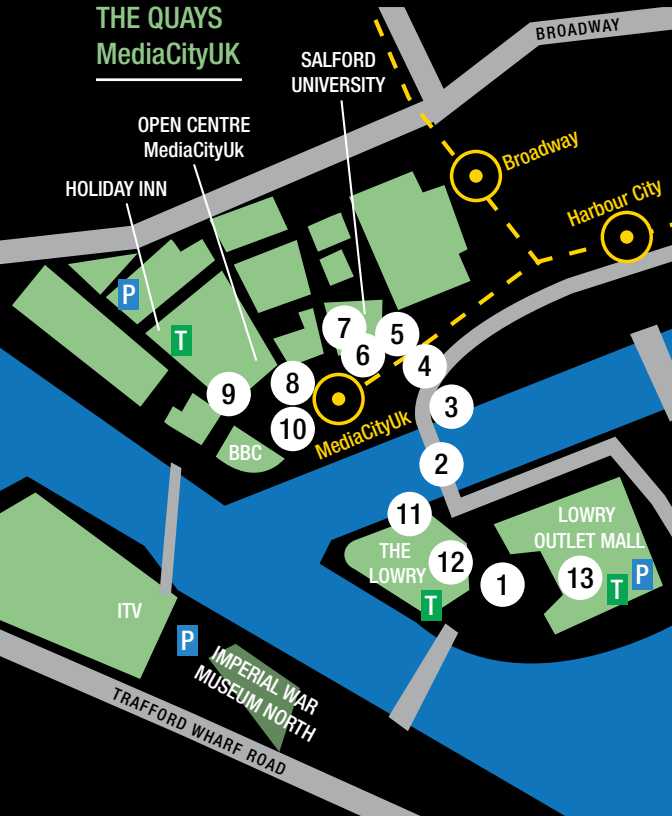 THE QUAYS
MediaCityUK
BROADWAY
SALFORD
UNIVERSITY
OPEN CENTRE
MediaCityUk
HOLIDAY INN
Broadway
Harbour City
P
T
7
5
6
4
8
9
3
10
MediaCityUk
BBC
2
11
THE
LOWRY
12
T
1
LOWRY
OUTLET MALL
13
T
P
ITV
P
IMPERIAL WAR
MUSEUM NORTH
TRAFFORD WHARF ROAD